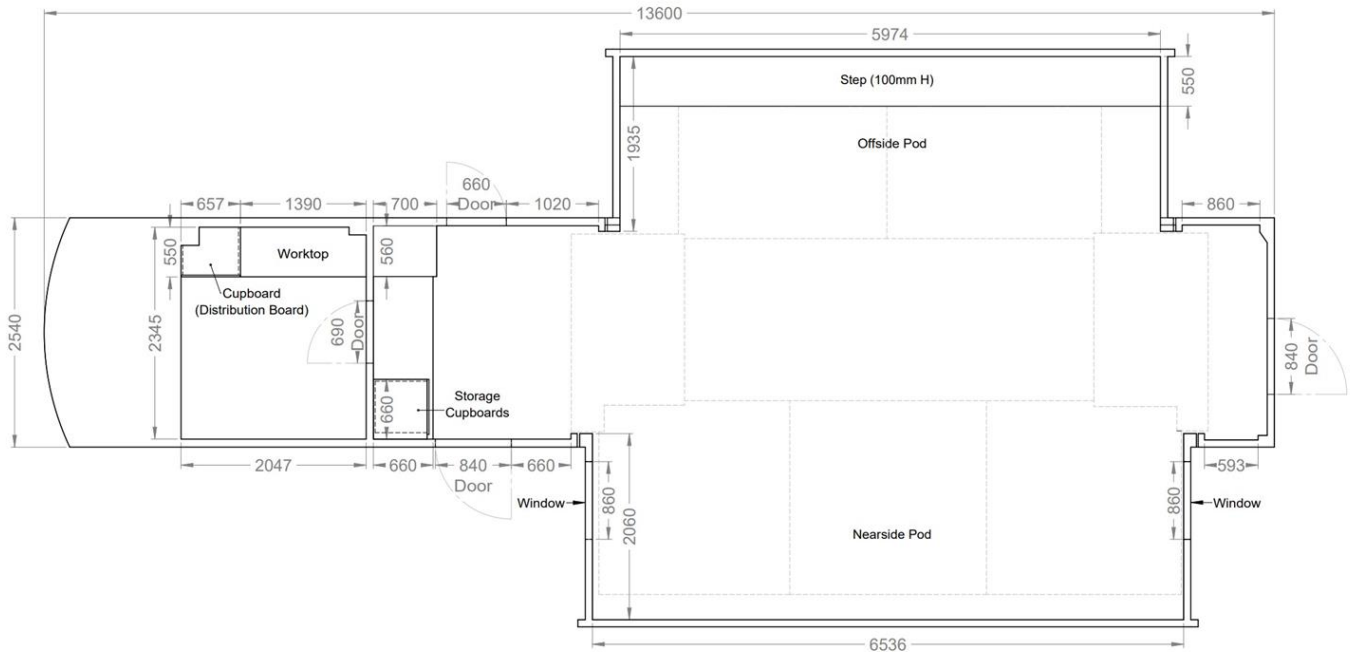 13600
5974
Step (100mm H)
550
1935
Offside Pod
660
Door
657
1390
700
1020
860
550
Worktop
560
Cupboard
(Distribution Board)
2540
2345
690
Door
840
Door
660
Storage
Cupboards
2047
660
840
660
Door
593
Window
860
2060
860
Window
Nearside Pod
6536